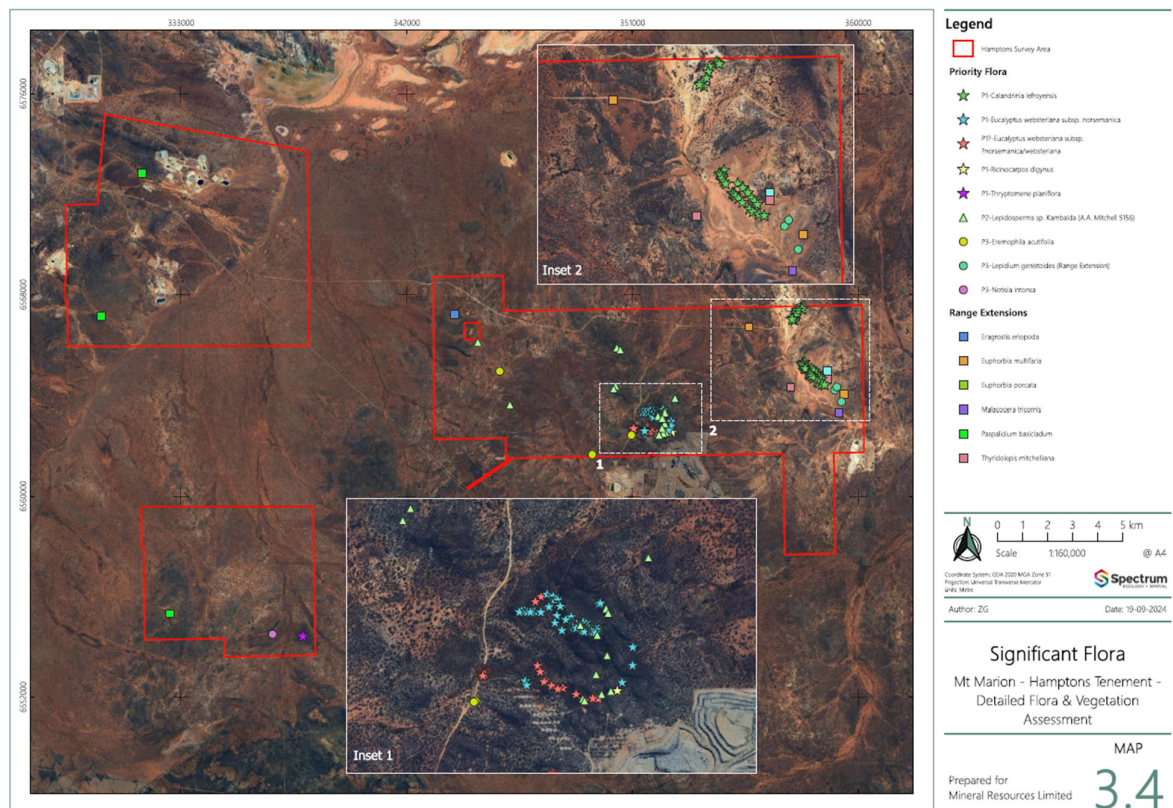 333000
342000
351000
360000
6576000
6568000
6560000
6552000
Inset 2
2
1
Inset 1
Legend
Hamptons Survey Area
Priority Flora
P1-Calandrinia lefroyensis
P1-Eucalyptus websteriana subsp. norsemanica
P1?-Eucalyptus websteriana subsp.
?norsemanica/websteriana
P1-Ricinocarpos digynus
P1-Thryptomene planiflora
P2-Lepidosperma sp. Kambalda (A.A. Mitchell 5156)
P3-Eremophila acutifolia
P3-Lepidium genistoides (Range Extension)
P3-Notisia intonsa
Range Extensions
Eragrostis eriopoda
Euphorbia multifaria
Euphorbia porcata
Malacocera tricornis
Paspalidium basicladum
Thyridolepis mitchelliana
N
0 1 2 3 4 5 km
Scale 1:160,000 @ A4
Coordinate System: GDA 2020 MGA Zone 51
Projection: Universal Transverse Mercator
Units: Metre
Spectrum
ECOLOGY + SPATIAL
Author: ZG Date: 19-09-2024
Significant Flora
Mt Marion - Hamptons Tenement -
Detailed Flora & Vegetation
Assessment
MAP
Prepared for
Mineral Resources Limited
3.4